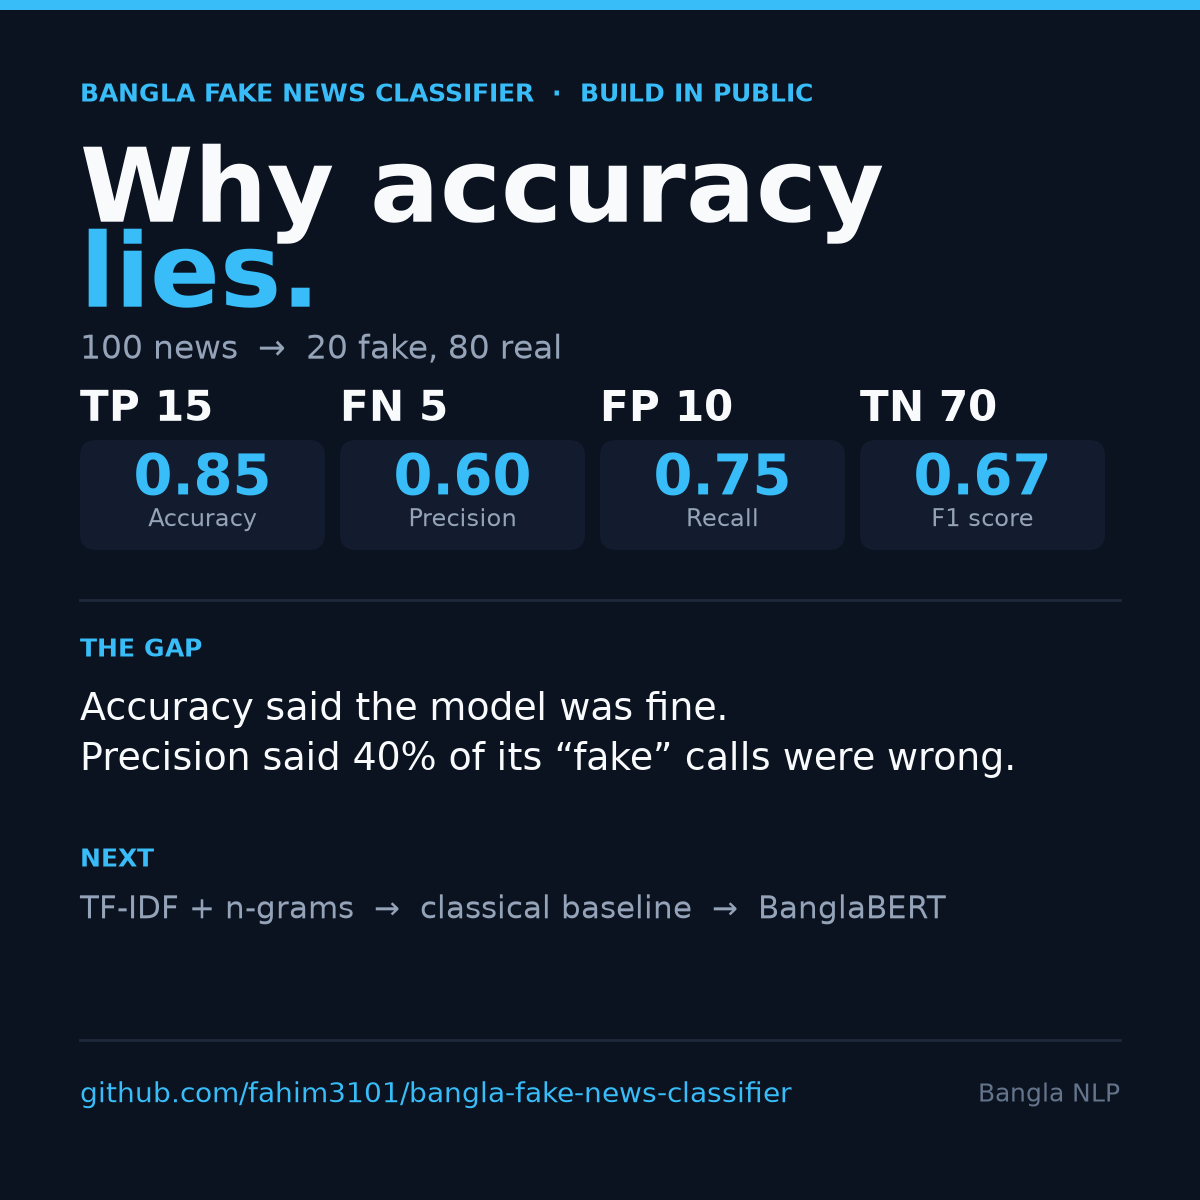 BANGLA FAKE NEWS CLASSIFIER · BUILD IN PUBLIC
Why accuracy
lies.
100 news → 20 fake, 80 real
TP 15 FN 5 FP 10 TN 70
0.85 0.60 0.75 0.67
Accuracy Precision Recall F1 score
THE GAP
Accuracy said the model was fine.
Precision said 40% of its “fake” calls were wrong.
NEXT
TF-IDF + n-grams → classical baseline → BanglaBERT
github.com/fahim3101/bangla-fake-news-classifier Bangla NLP